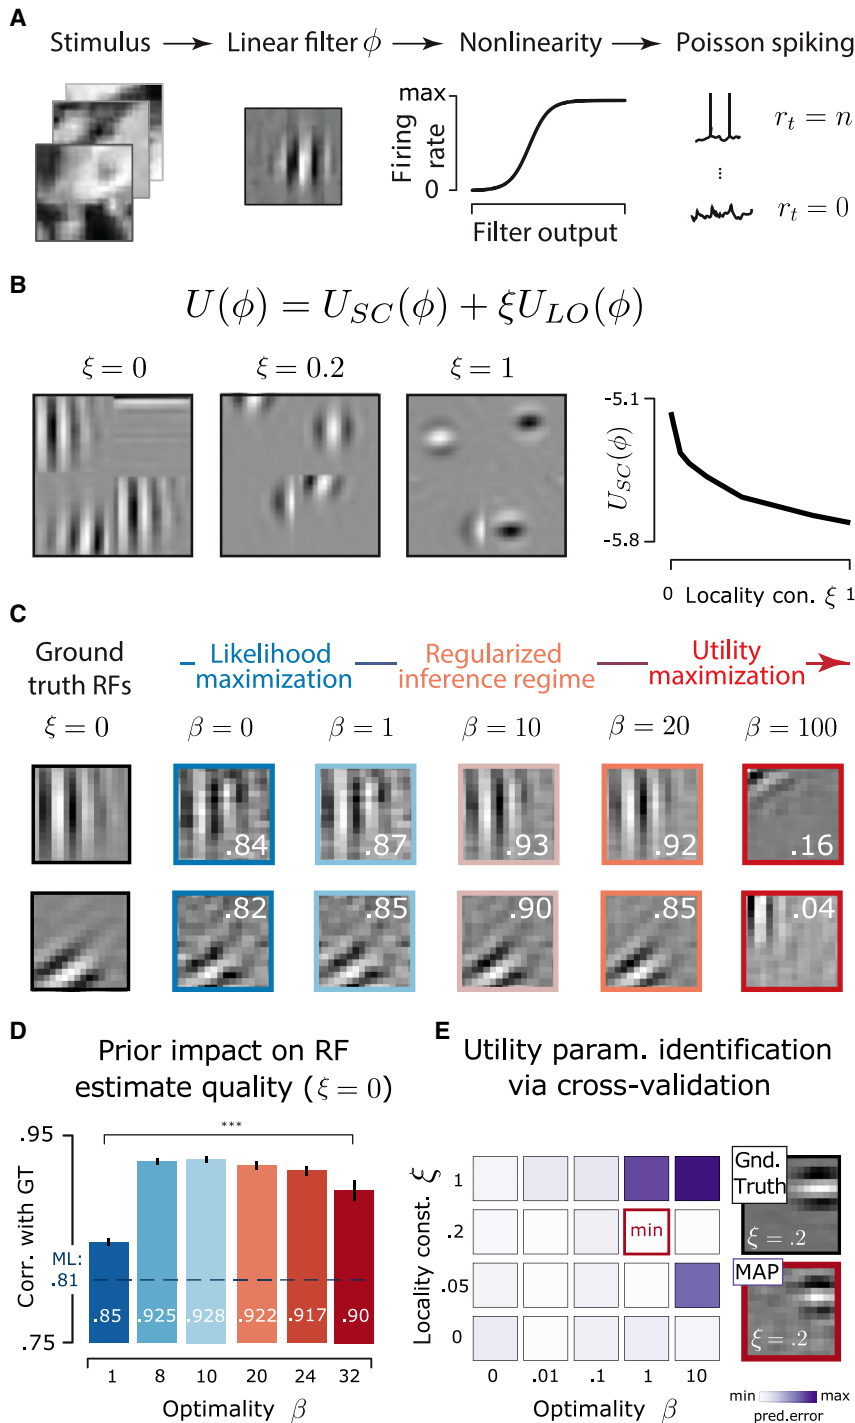 A
Stimulus → Linear filter ϕ → Nonlinearity → Poisson spiking
max
Firing rate
0
Filter output
r_t = n
...
r_t = 0
B
U(ϕ) = U_SC(ϕ) + ξU_LO(ϕ)
ξ = 0
ξ = 0.2
ξ = 1
-5.1
U_SC(ϕ)
-5.8
0 Locality con. ξ 1
C
Ground
truth RFs
Likelihood
maximization
Regularized
inference regime
Utility
maximization
ξ = 0
β = 0
β = 1
β = 10
β = 20
β = 100
.84
.87
.93
.92
.16
.82
.85
.90
.85
.04
D
Prior impact on RF
estimate quality (ξ = 0)
.95
***
Corr. with GT
ML:
.81
.75
.85
.925
.928
.922
.917
.90
1 8 10 20 24 32
Optimality β
E
Utility param. identification
via cross-validation
Locality const. ξ
1
.2
.05
0
min
0 .01 .1 1 10
Optimality β
Gnd.
Truth
ξ = .2
MAP
ξ = .2
min max
pred.error